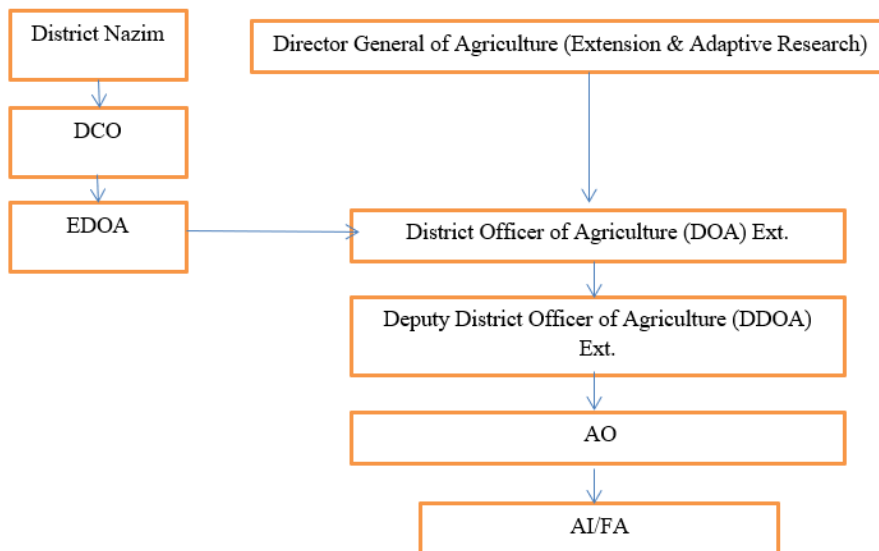 District Nazim
Director General of Agriculture (Extension & Adaptive Research)
DCO
EDOA
District Officer of Agriculture (DOA) Ext.
Deputy District Officer of Agriculture (DDOA)
Ext.
AO
AI/FA